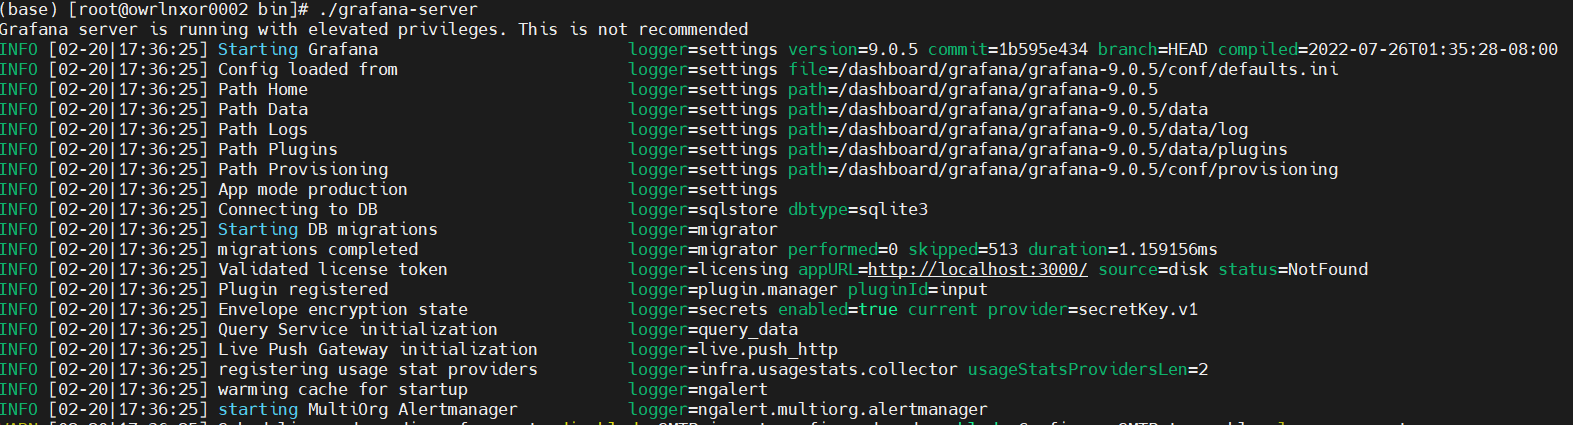 (base) [root@owrlnxor0002 bin]# ./grafana-server
Grafana server is running with elevated privileges. This is not recommended
INFO [02-20|17:36:25] Starting Grafana logger=settings version=9.0.5 commit=1b595e434 branch=HEAD compiled=2022-07-26T01:35:28-08:00
INFO [02-20|17:36:25] Config loaded from logger=settings file=/dashboard/grafana/grafana-9.0.5/conf/defaults.ini
INFO [02-20|17:36:25] Path Home logger=settings path=/dashboard/grafana/grafana-9.0.5
INFO [02-20|17:36:25] Path Data logger=settings path=/dashboard/grafana/grafana-9.0.5/data
INFO [02-20|17:36:25] Path Logs logger=settings path=/dashboard/grafana/grafana-9.0.5/data/log
INFO [02-20|17:36:25] Path Plugins logger=settings path=/dashboard/grafana/grafana-9.0.5/data/plugins
INFO [02-20|17:36:25] Path Provisioning logger=settings path=/dashboard/grafana/grafana-9.0.5/conf/provisioning
INFO [02-20|17:36:25] App mode production logger=settings
INFO [02-20|17:36:25] Connecting to DB logger=sqlstore dbtype=sqlite3
INFO [02-20|17:36:25] Starting DB migrations logger=migrator
INFO [02-20|17:36:25] migrations completed logger=migrator performed=0 skipped=513 duration=1.159156ms
INFO [02-20|17:36:25] Validated license token logger=licensing appURL=http://localhost:3000/ source=disk status=NotFound
INFO [02-20|17:36:25] Plugin registered logger=plugin.manager pluginId=input
INFO [02-20|17:36:25] Envelope encryption state logger=secrets enabled=true current provider=secretKey.v1
INFO [02-20|17:36:25] Query Service initialization logger=query_data
INFO [02-20|17:36:25] Live Push Gateway initialization logger=live.push_http
INFO [02-20|17:36:25] registering usage stat providers logger=infra.usagestats.collector usageStatsProvidersLen=2
INFO [02-20|17:36:25] warming cache for startup logger=ngalert
INFO [02-20|17:36:25] starting MultiOrg Alertmanager logger=ngalert.multiorg.alertmanager